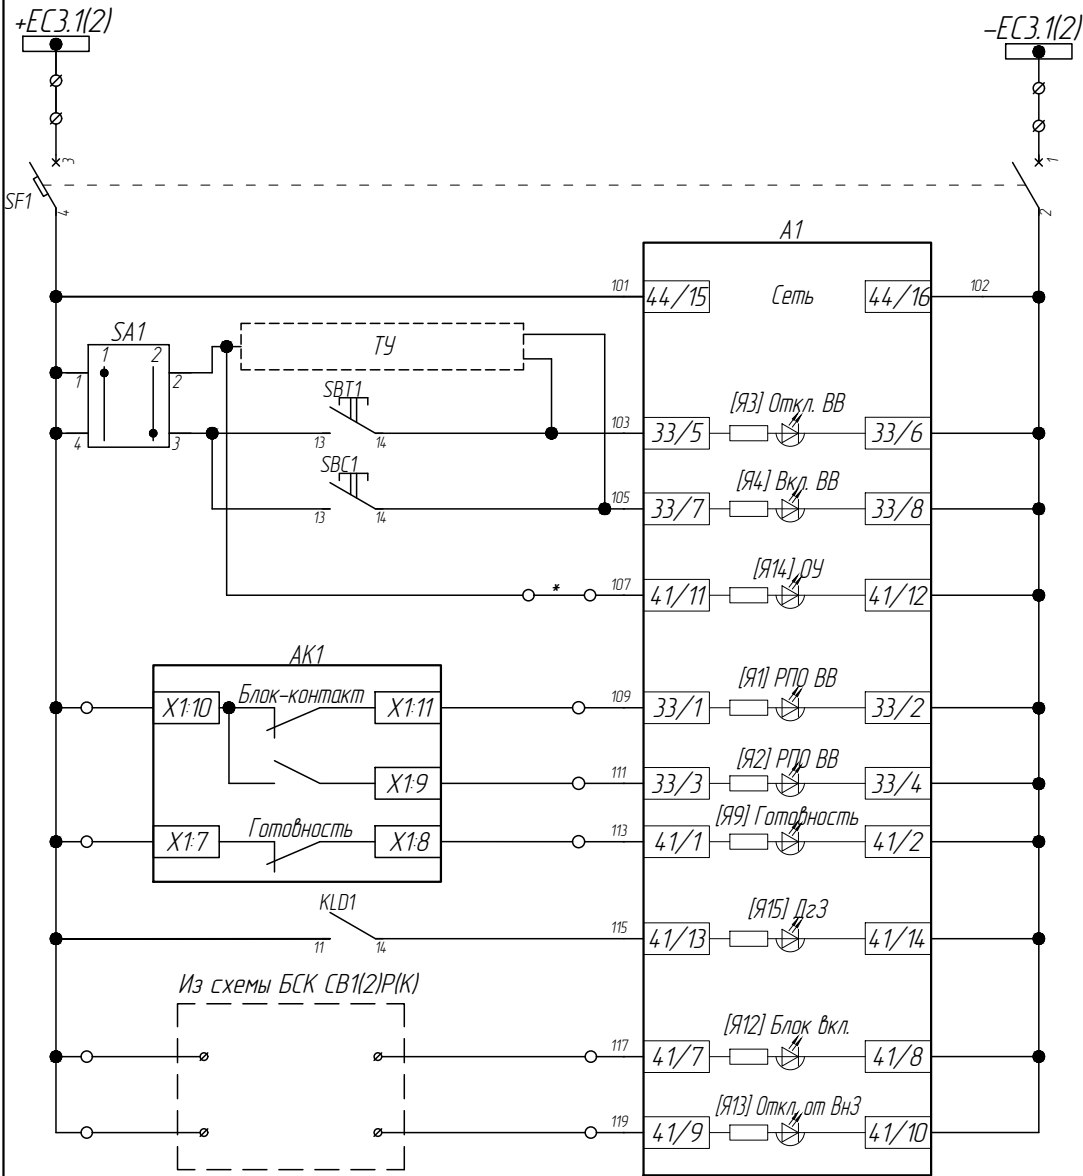 +ЕС3.1(2)
–ЕС3.1(2)
3
1
SF1
4
2
А1
101
44/15
Сеть
44/16
102
SA1
1
2
1
2
4
3
ТУ
SBT1
13
14
103
33/5
[Я3] Откл. ВВ
33/6
SBC1
13
14
105
33/7
[Я4] Вкл. ВВ
33/8
*
107
41/11
[Я14] ОУ
41/12
АК1
Х1:10
Блок-контакт
Х1:11
109
33/1
[Я1] РПО ВВ
33/2
Х1:9
111
33/3
[Я2] РПО ВВ
33/4
Х1:7
Готовность
Х1:8
113
41/1
[Я9] Готовность
41/2
KLD1
11
14
115
41/13
[Я15] ДгЗ
41/14
Из схемы БСК СВ1(2)Р(К)
117
41/7
[Я12] Блок вкл.
41/8
119
41/9
[Я13] Откл. от ВнЗ
41/10